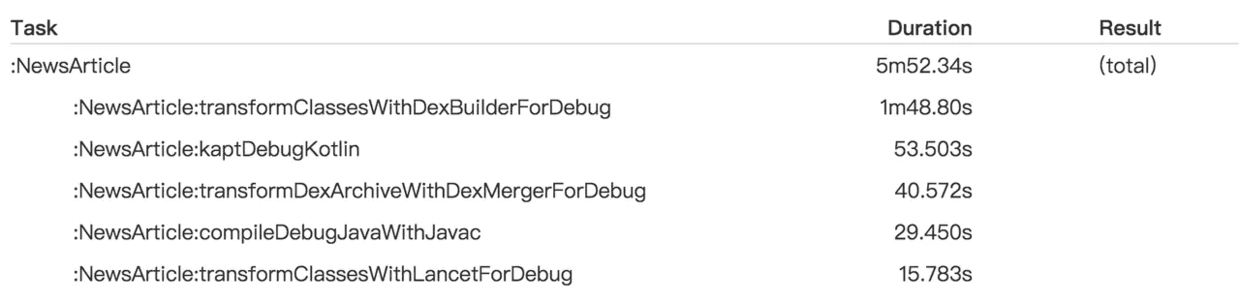 Task Duration Result
:NewsArticle 5m52.34s (total)
:NewsArticle:transformClassesWithDexBuilderForDebug 1m48.80s
:NewsArticle:kaptDebugKotlin 53.503s
:NewsArticle:transformDexArchiveWithDexMergerForDebug 40.572s
:NewsArticle:compileDebugJavaWithJavac 29.450s
:NewsArticle:transformClassesWithLancetForDebug 15.783s